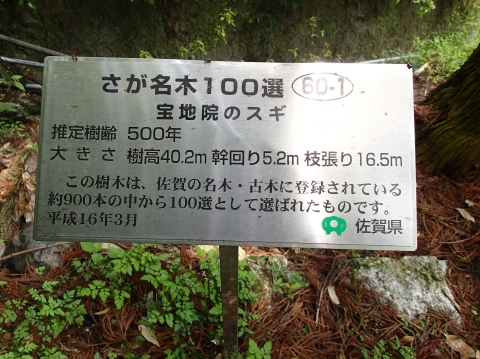 さが名木100選 60-1
宝地院のスギ
推定樹齢 500年
大きさ 樹高40.2m 幹回り5.2m 枝張り16.5m
この樹木は、佐賀の名木・古木に登録されている
約900本の中から100選として選ばれたものです。
平成16年3月
佐賀県